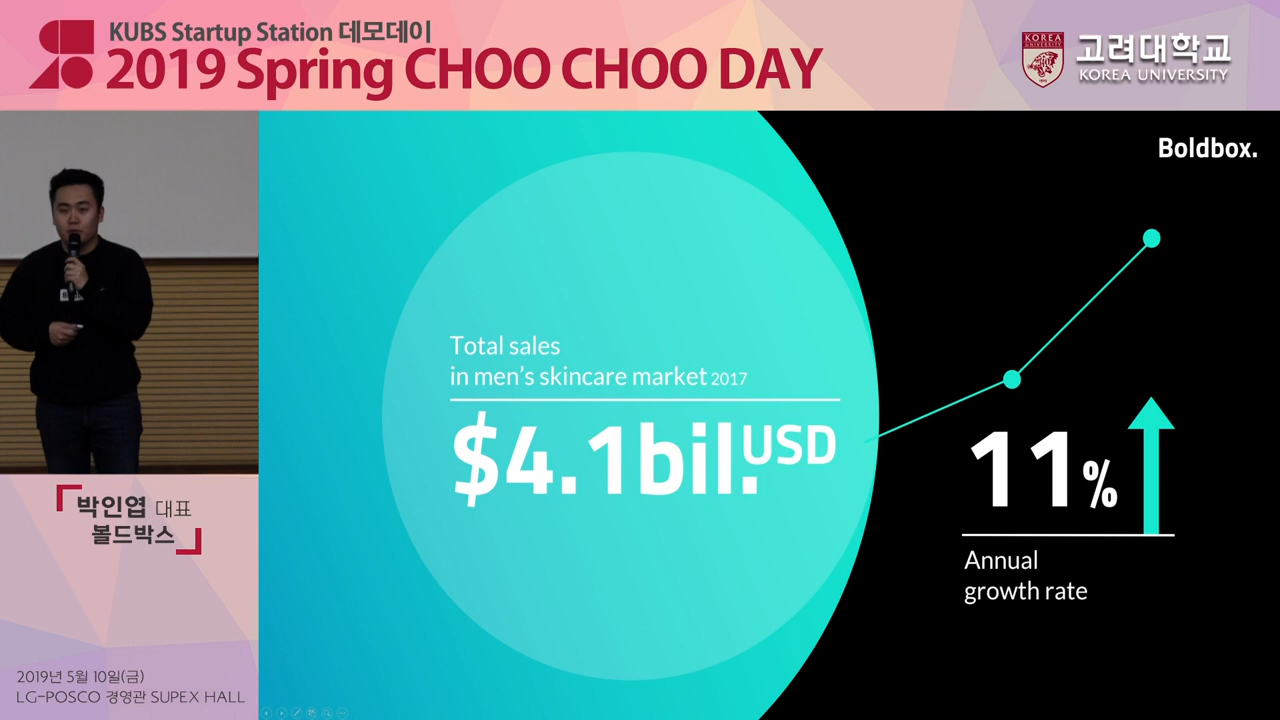 KUBS Startup Station 데모데이
2019 Spring CHOO CHOO DAY
KOREA
UNIVERSITY
고려대학교
KOREA UNIVERSITY
Boldbox.
Total sales
in men's skincare market 2017
$4.1bil.USD
11%
Annual
growth rate
박인엽 대표
볼드박스
2019년 5월 10일(금)
LG-POSCO 경영관 SUPEX HALL